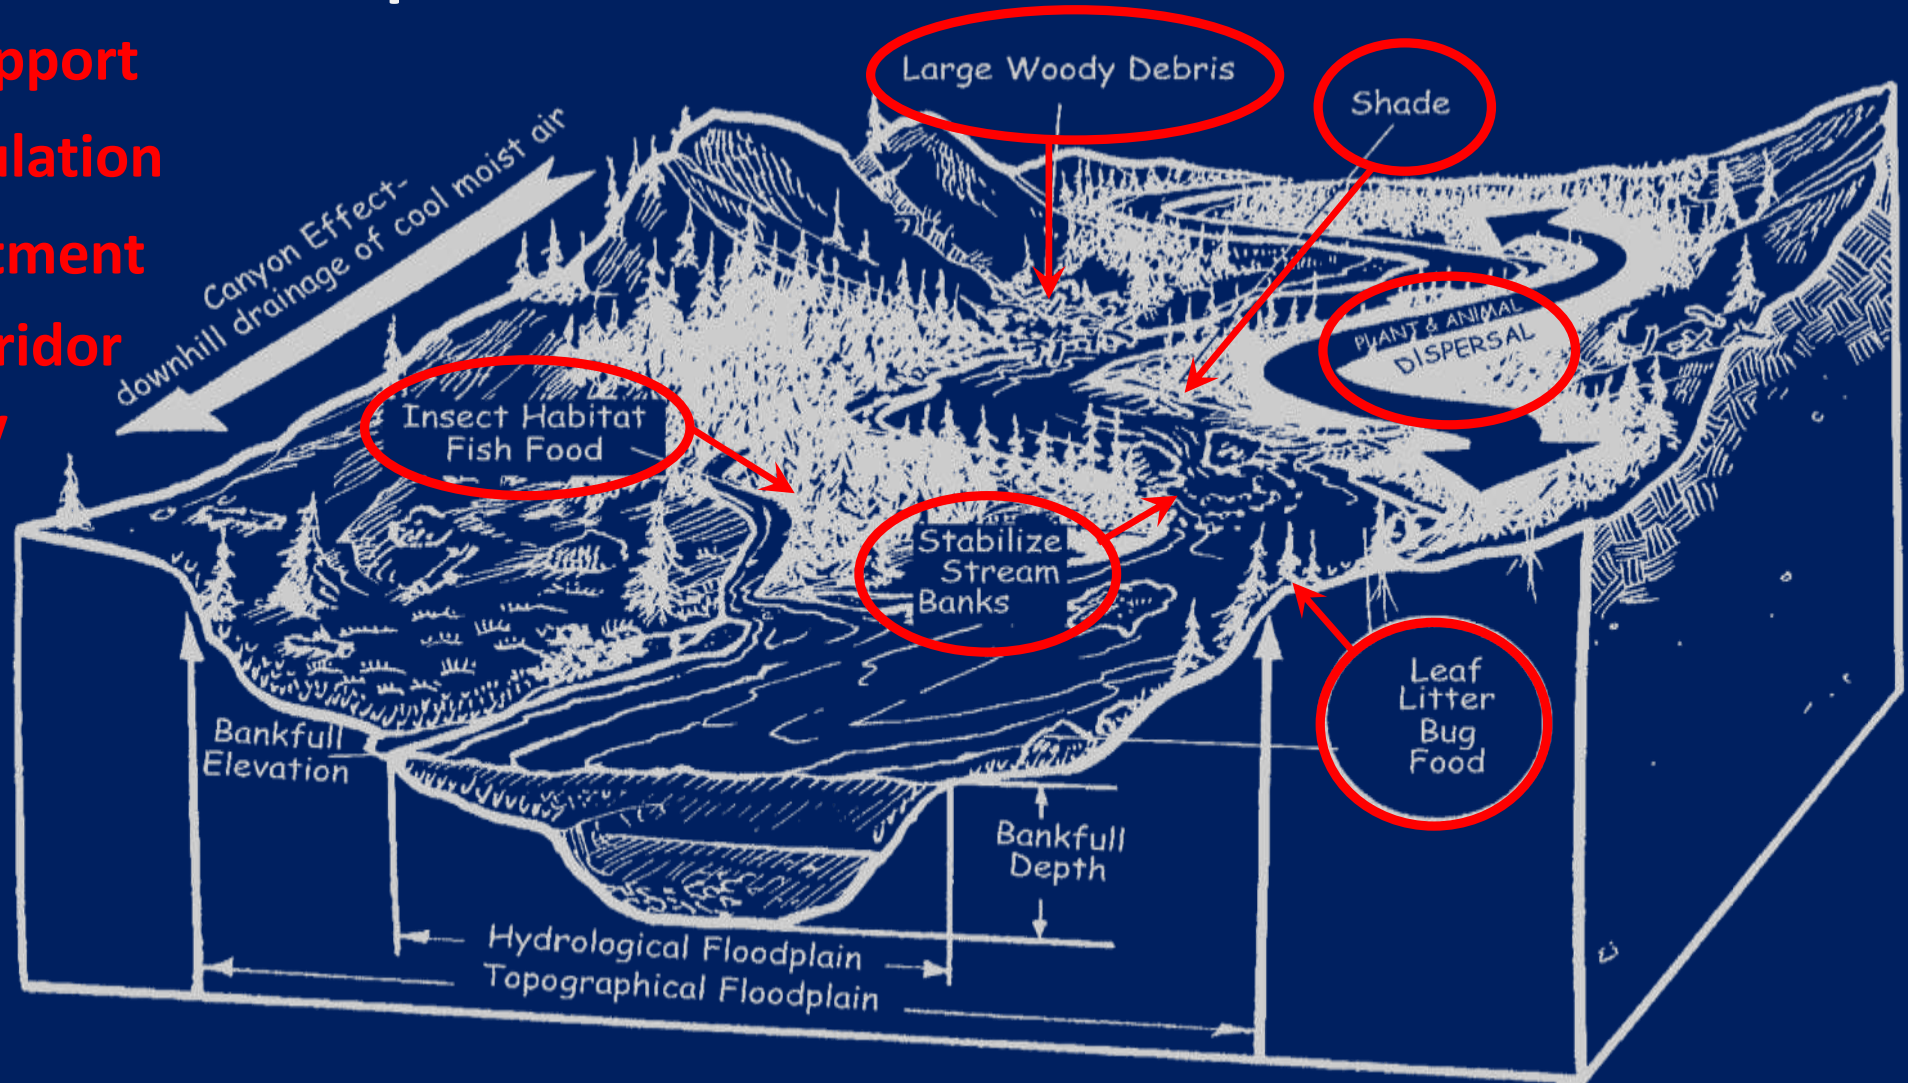 pport
ulation
tment
ridor
y
Large Woody Debris
Shade
Canyon Effect-
downhill drainage of cool moist air
PLANT & ANIMAL
DISPERSAL
Insect Habitat
Fish Food
Stabilize
Stream
Banks
Leaf
Litter
Bug
Food
Bankfull
Elevation
Bankfull
Depth
Hydrological Floodplain
Topographical Floodplain